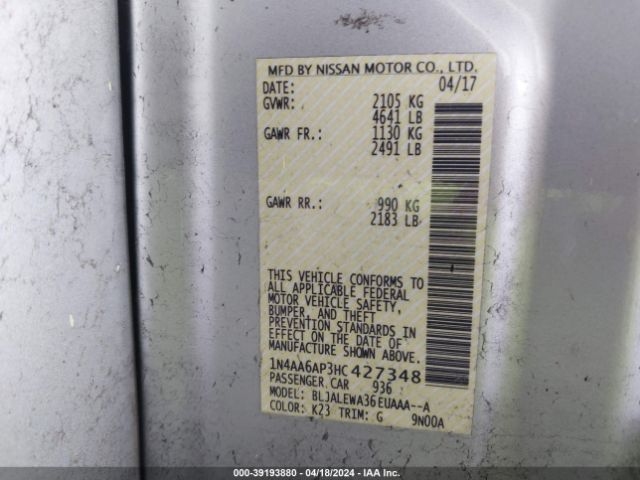 MFD BY NISSAN MOTOR CO., LTD.
DATE: 04/17
GVWR: 2105 KG
4641 LB
GAWR FR.: 1130 KG
2491 LB
GAWR RR.: 990 KG
2183 LB
THIS VEHICLE CONFORMS TO
ALL APPLICABLE FEDERAL
MOTOR VEHICLE SAFETY,
BUMPER, AND THEFT
PREVENTION STANDARDS IN
EFFECT ON THE DATE OF
MANUFACTURE SHOWN ABOVE.
1N4AA6AP3HC427348
PASSENGER CAR 936
MODEL: BLJALEWA36EUAAA--A
COLOR: K23 TRIM: G 9N00A
000-39193880 - 04/18/2024 - IAA Inc.